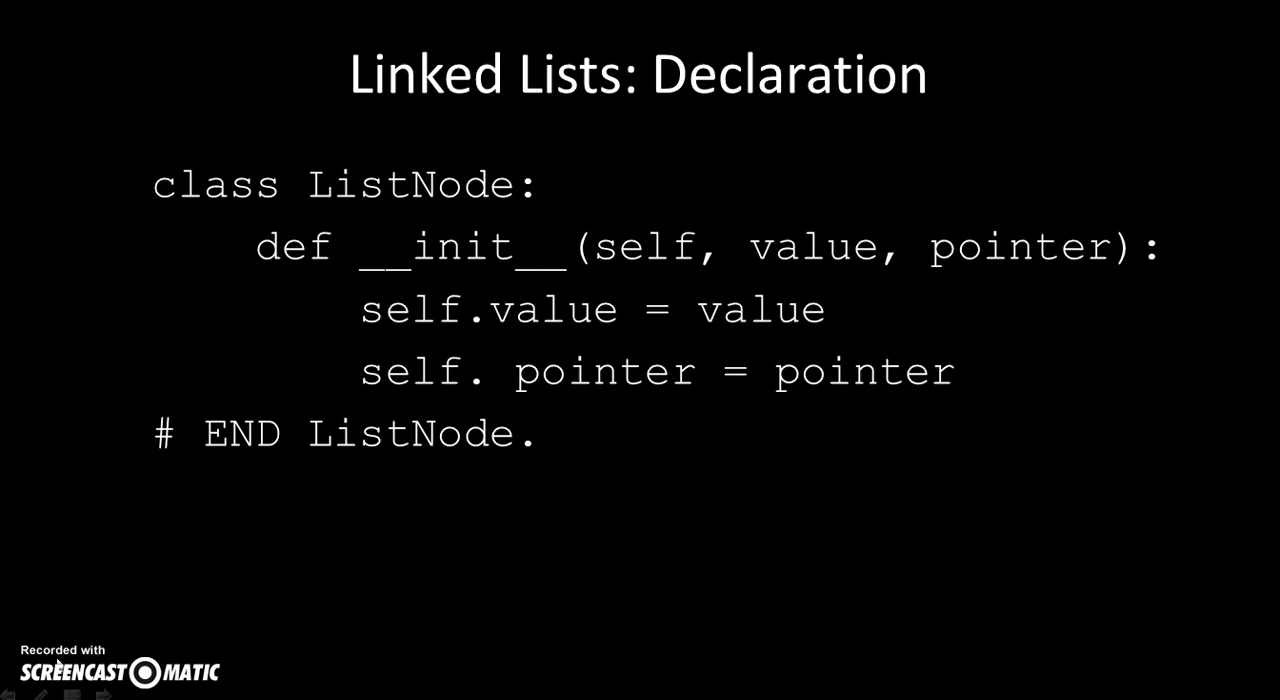 Linked Lists: Declaration
class ListNode:
    def __init__(self, value, pointer):
        self.value = value
        self. pointer = pointer
# END ListNode.
Recorded with
SCREENCAST-O-MATIC